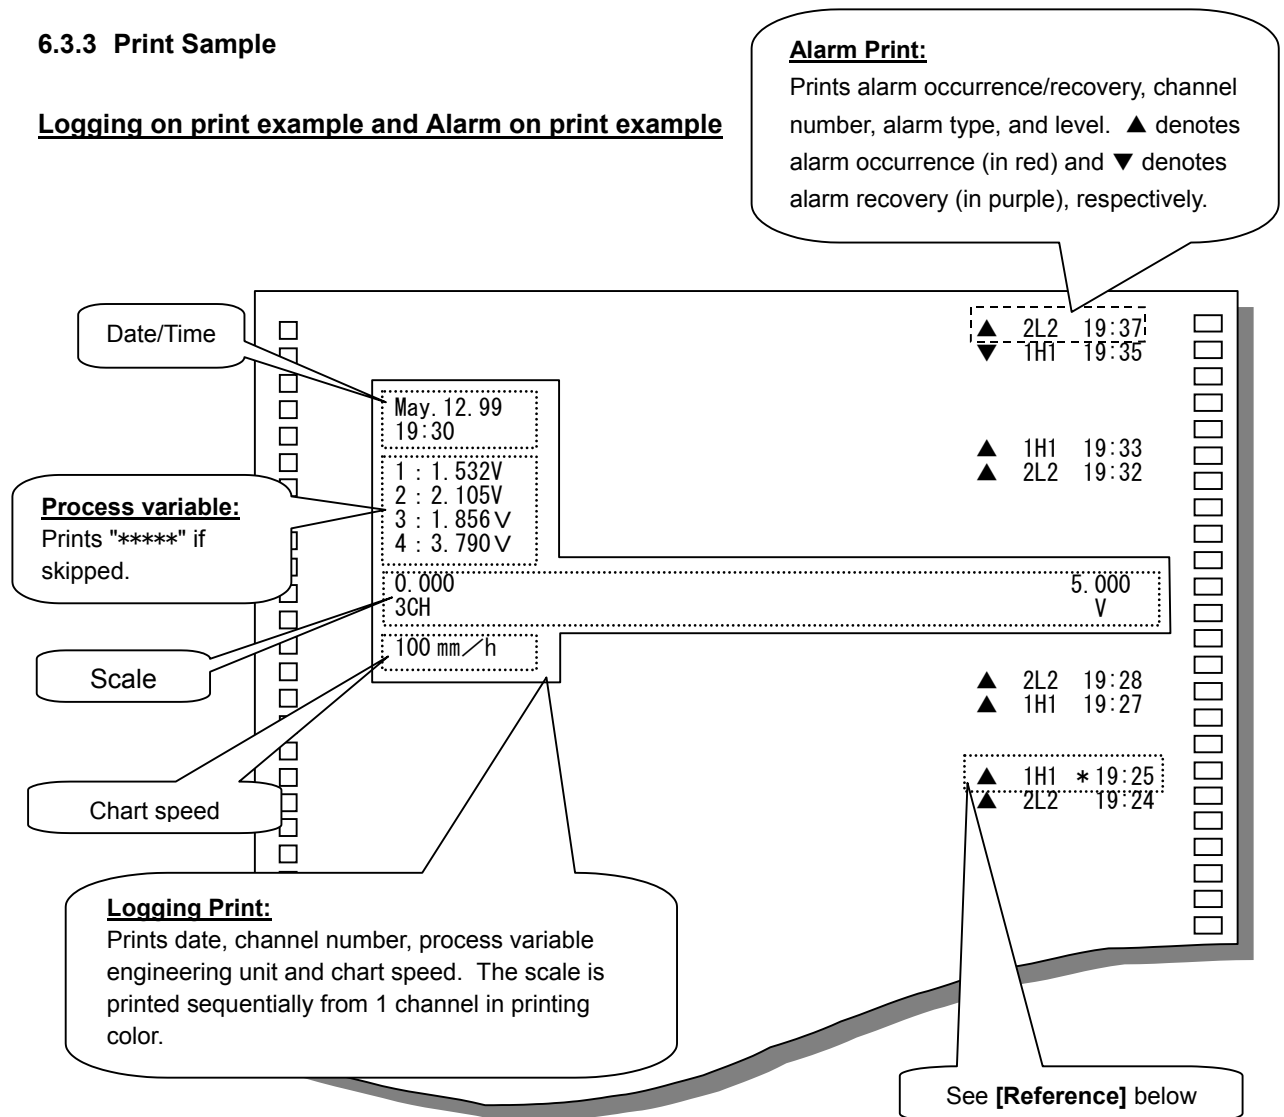 6.3.3 Print Sample
Logging on print example and Alarm on print example
Alarm Print:
Prints alarm occurrence/recovery, channel
number, alarm type, and level. ▲ denotes
alarm occurrence (in red) and ▼ denotes
alarm recovery (in purple), respectively.
Date/Time
▲ 2L2 19:37
▼ 1H1 19:35
May. 12. 99
19:30
▲ 1H1 19:33
▲ 2L2 19:32
1 : 1. 532V
2 : 2. 105V
3 : 1. 856V
4 : 3. 790V
Process variable:
Prints "*****" if
skipped.
0. 000 5. 000
3CH V
100 mm/h
Scale
▲ 2L2 19:28
▲ 1H1 19:27
▲ 1H1 *19:25
▲ 2L2 19:24
Chart speed
Logging Print:
Prints date, channel number, process variable
engineering unit and chart speed. The scale is
printed sequentially from 1 channel in printing
color.
See [Reference] below